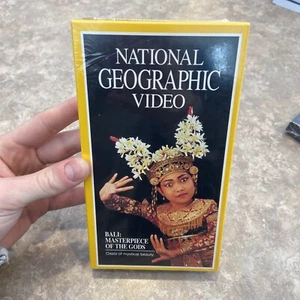 NATIONAL
GEOGRAPHIC
VIDEO
BALI:
MASTERPIECE
OF THE GODS
Oasis of mystical beauty